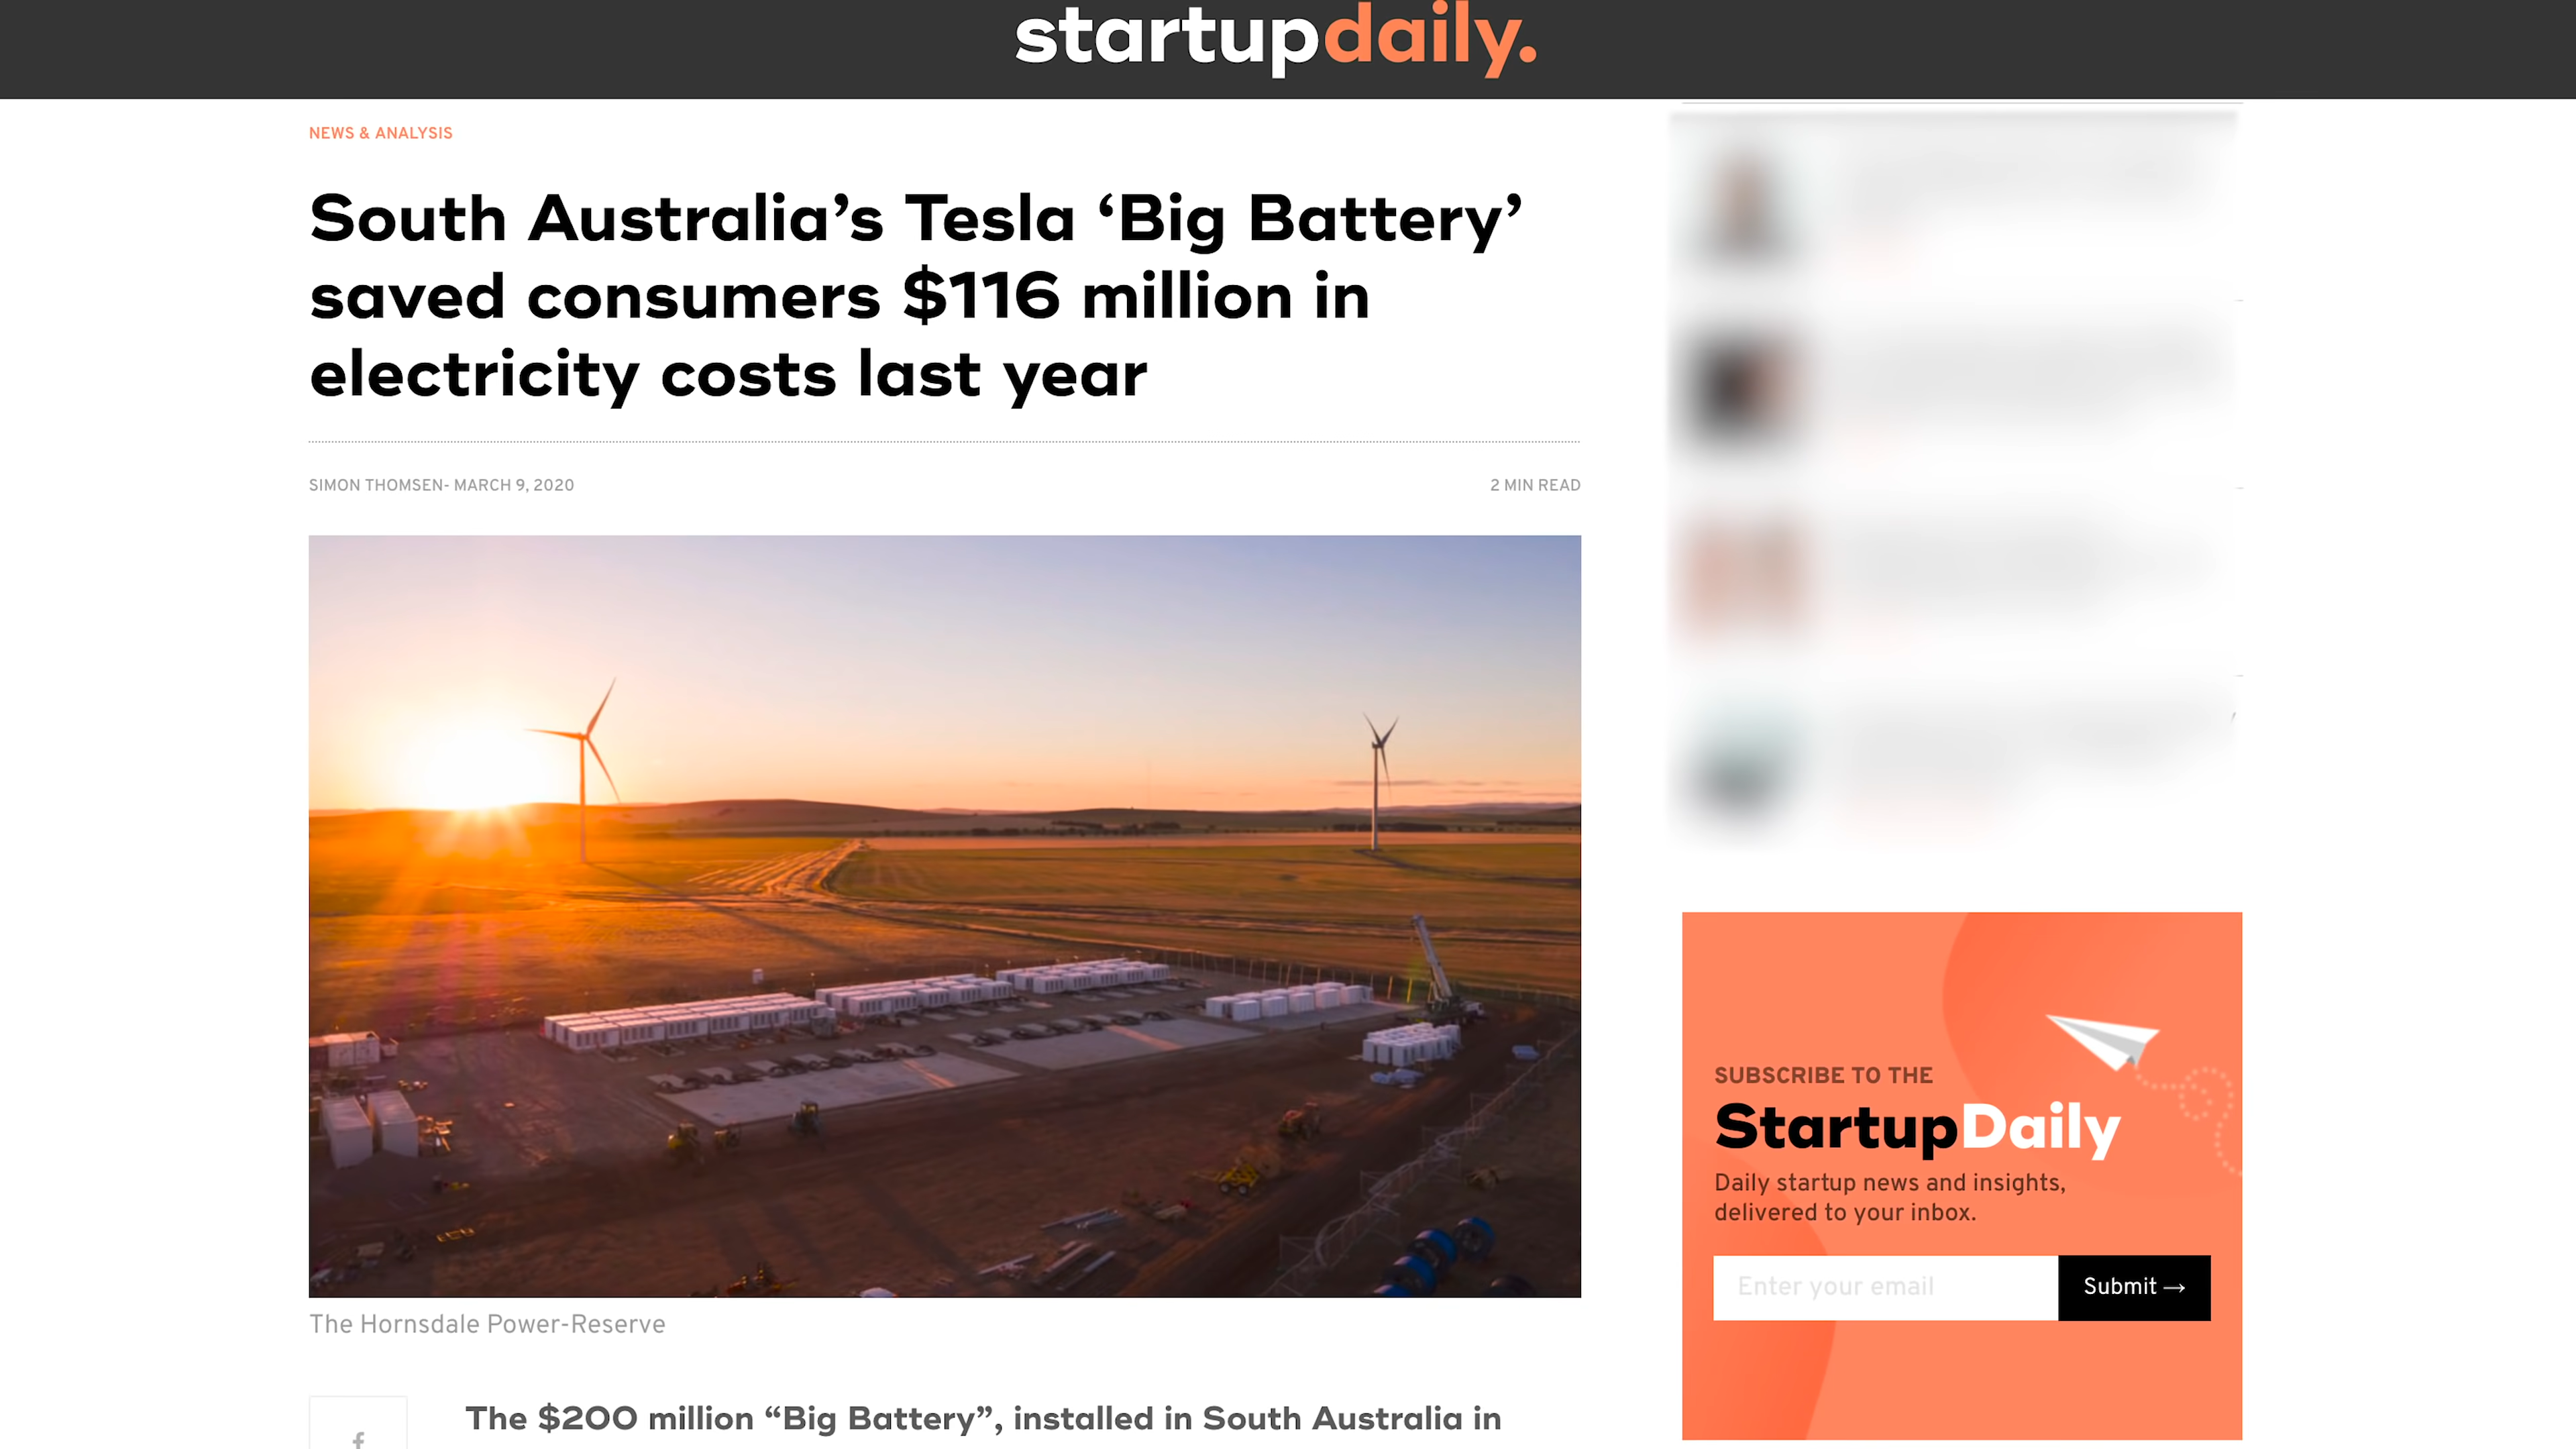 startupdaily.
NEWS & ANALYSIS
South Australia’s Tesla ‘Big Battery’
saved consumers $116 million in
electricity costs last year
SIMON THOMSEN- MARCH 9, 2020
2 MIN READ
The Hornsdale Power-Reserve
The $200 million “Big Battery”, installed in South Australia in
SUBSCRIBE TO THE
StartupDaily
Daily startup news and insights,
delivered to your inbox.
Enter your email
Submit →